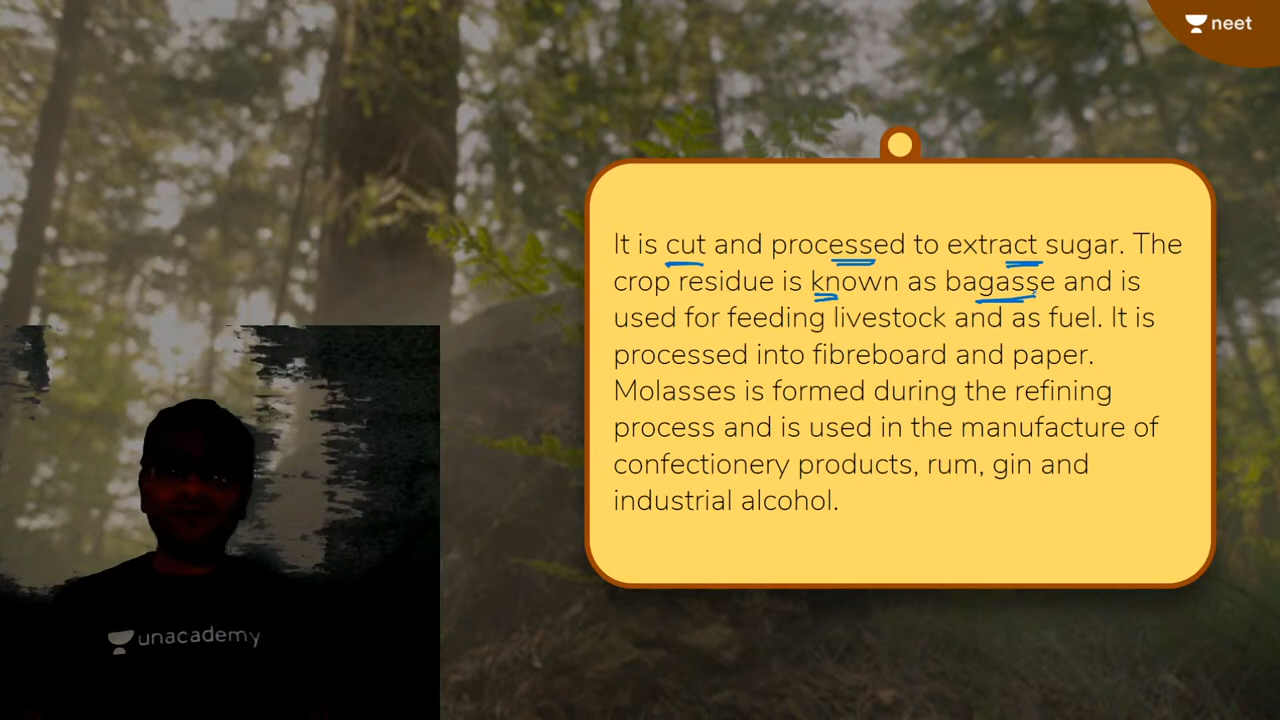 neet
It is cut and processed to extract sugar. The
crop residue is known as bagasse and is
used for feeding livestock and as fuel. It is
processed into fibreboard and paper.
Molasses is formed during the refining
process and is used in the manufacture of
confectionery products, rum, gin and
industrial alcohol.
unacademy